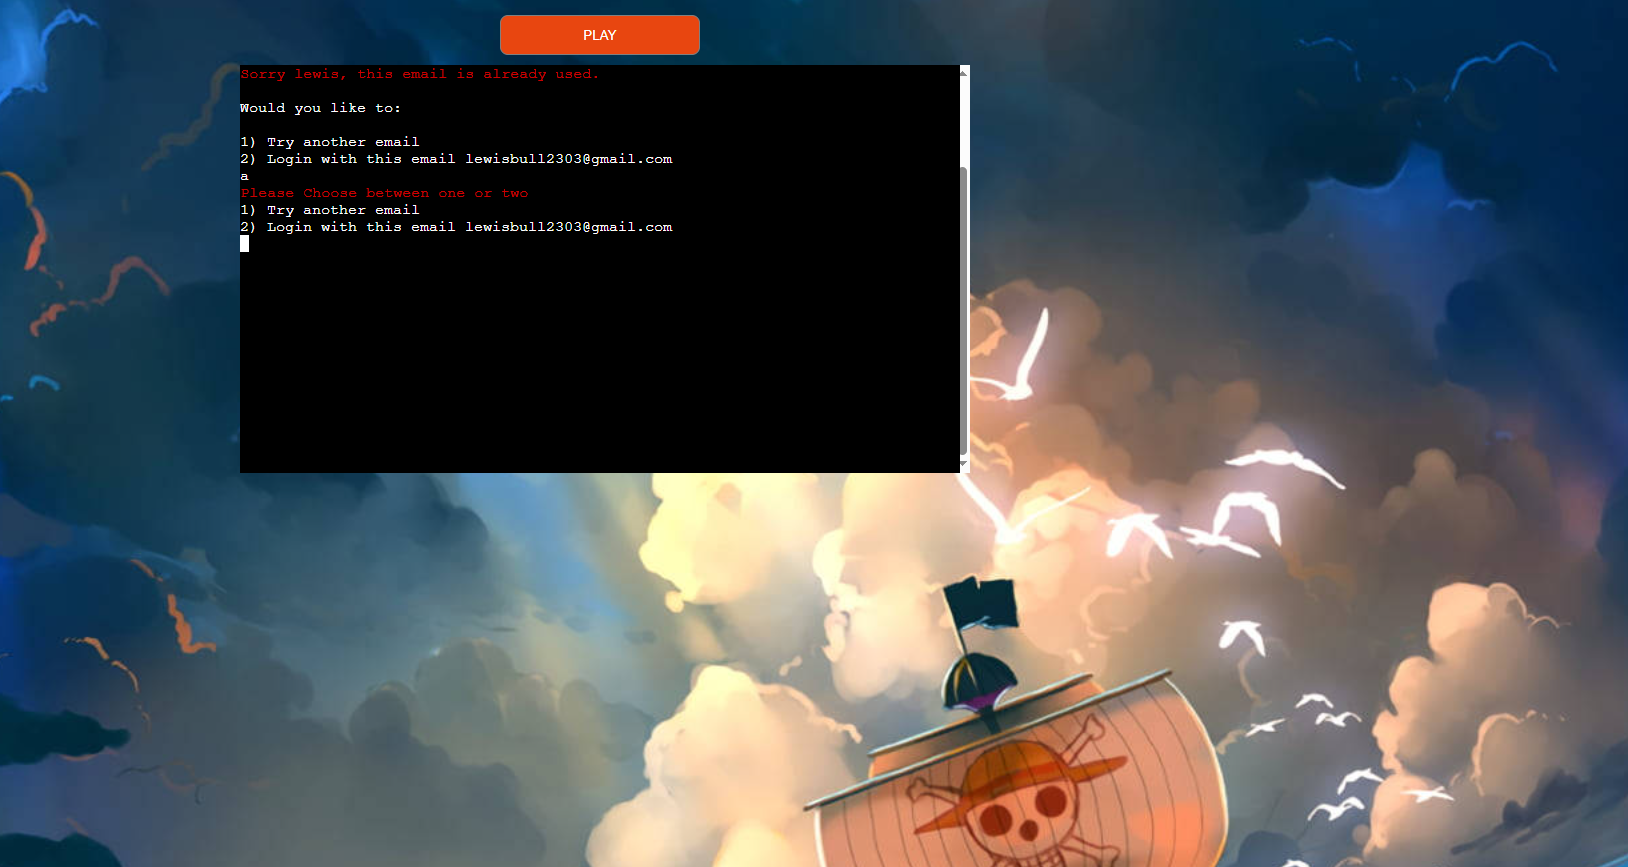 PLAY
Sorry lewis, this email is already used.
Would you like to:
1) Try another email
2) Login with this email lewisbull2303@gmail.com
a
Please Choose between one or two
1) Try another email
2) Login with this email lewisbull2303@gmail.com